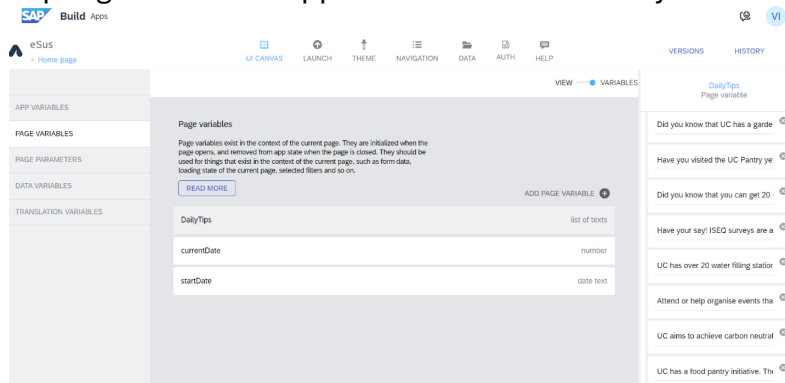 SAP Build Apps
VI
eSus
> Home page
UI CANVAS LAUNCH THEME NAVIGATION DATA AUTH HELP
VERSIONS HISTORY
VIEW VARIABLES
DailyTips
Page variable
APP VARIABLES
PAGE VARIABLES
PAGE PARAMETERS
DATA VARIABLES
TRANSLATION VARIABLES
Page variables
Page variables exist in the context of the current page. They are initialized when the
page opens, and removed from app state when the page is closed. They should be
used for things that exist in the context of the current page, such as form data,
loading state of the current page, selected filters and so on.
READ MORE
ADD PAGE VARIABLE
DailyTips list of texts
currentDate number
startDate date text
Did you know that UC has a garde
Have you visited the UC Pantry ye
Did you know that you can get 20
Have your say! ISEQ surveys are a
UC has over 20 water filling station
Attend or help organise events tha
UC aims to achieve carbon neutral
UC has a food pantry initiative. The